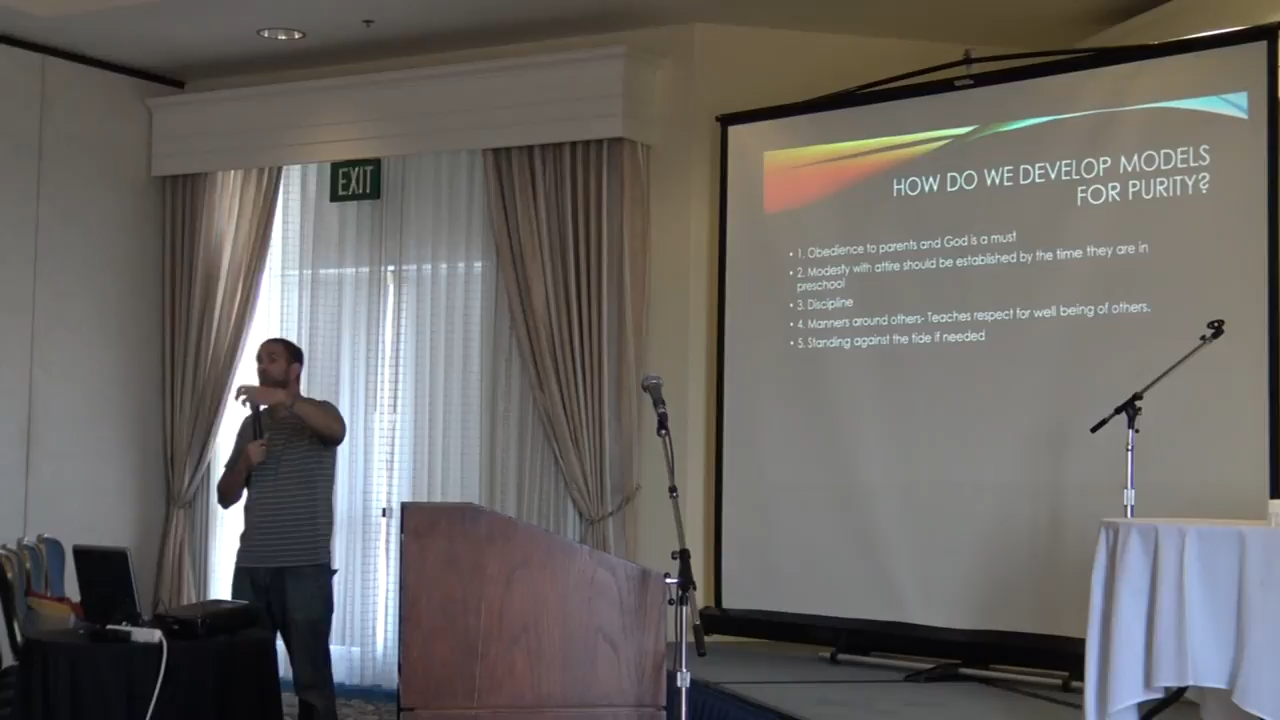 EXIT
HOW DO WE DEVELOP MODELS
FOR PURITY?
• 1. Obedience to parents and God is a must
• 2. Modesty with attire should be established by the time they are in
preschool
• 3. Discipline
• 4. Manners around others- Teaches respect for well being of others.
• 5. Standing against the tide if needed